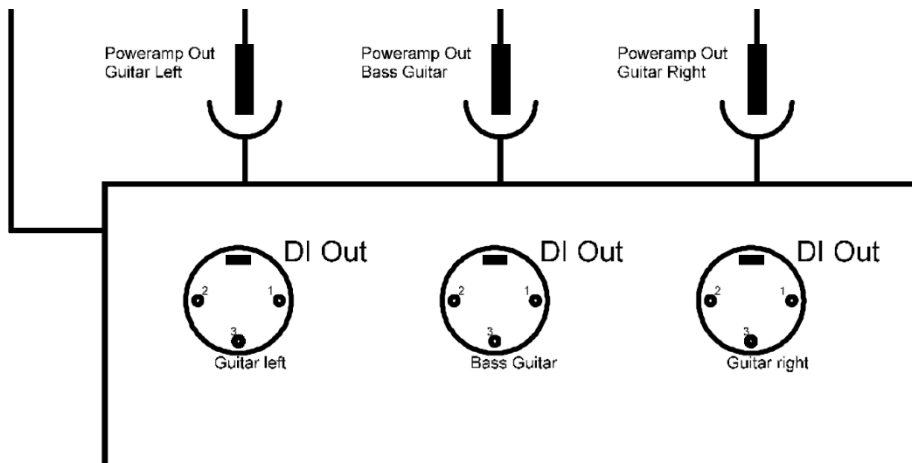 Poweramp Out
Guitar Left
Poweramp Out
Bass Guitar
Poweramp Out
Guitar Right
DI Out
2
1
3
Guitar left
DI Out
2
1
3
Bass Guitar
DI Out
2
1
3
Guitar right